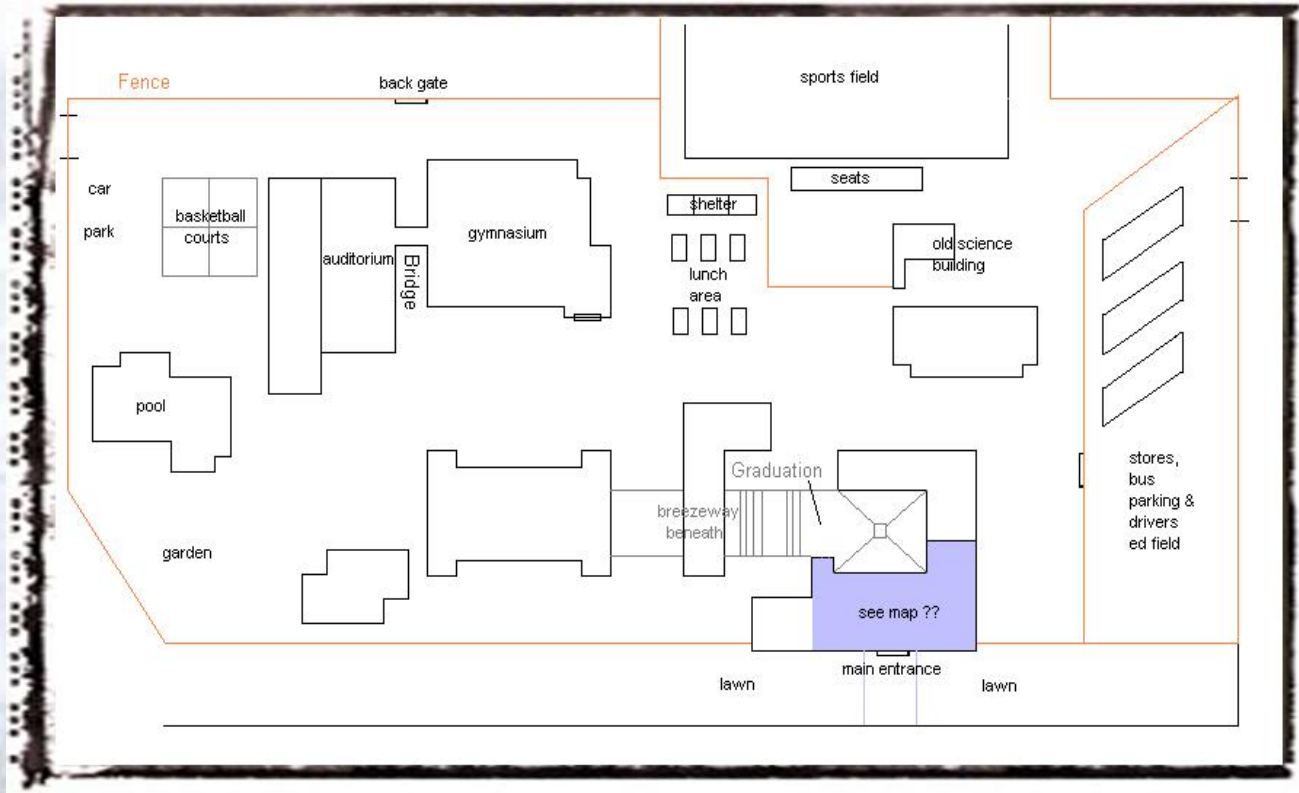 sports field
Fence
back gate
seats
car
park
basketball
courts
shelter
gymnasium
auditorium
Bridge
old science
building
lunch
area
pool
Graduation
stores,
bus
parking &
drivers
ed field
breezeway
beneath
garden
see map ??
main entrance
lawn
lawn